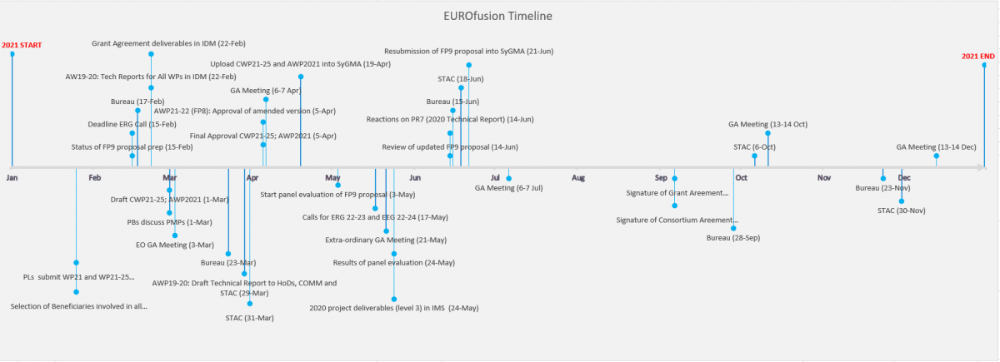 EUROfusion Timeline
2021 START
2021 END
Grant Agreement deliverables in IDM (22-Feb)
Resubmission of FP9 proposal into SyGMA (21-Jun)
Upload CWP21-25 and AWP2021 into SyGMA (19-Apr)
AW19-20: Tech Reports for All WPs in IDM (22-Feb)
STAC (18-Jun)
GA Meeting (6-7 Apr)
Bureau (17-Feb)
Bureau (15-Jun)
AWP21-22 (FP8): Approval of amended version (5-Apr)
Reactions on PR7 (2020 Technical Report) (14-Jun)
Deadline ERG Call (15-Feb)
GA Meeting (13-14 Oct)
Final Approval CWP21-25; AWP2021 (5-Apr)
Status of FP9 proposal prep (15-Feb)
Review of updated FP9 proposal (14-Jun)
STAC (6-Oct)
GA Meeting (13-14 Dec)
Jan Feb Mar Apr May Jun Jul Aug Sep Oct Nov Dec
GA Meeting (6-7 Jul)
Bureau (23-Nov)
Start panel evaluation of FP9 proposal (3-May)
Signature of Grant Areement...
Draft CWP21-25; AWP2021 (1-Mar)
STAC (30-Nov)
Calls for ERG 22-23 and EEG 22-24 (17-May)
Signature of Consortium Areement...
PBs discuss PMPs (1-Mar)
Extra-ordinary GA Meeting (21-May)
Bureau (28-Sep)
EO GA Meeting (3-Mar)
Bureau (23-Mar)
Results of panel evaluation (24-May)
PLs submit WP21 and WP21-25...
AWP19-20: Draft Technical Report to HoDs, COMM and
STAC (29-Mar)
Selection of Beneficiaries involved in all...
2020 project deliverables (level 3) in IMS (24-May)
STAC (31-Mar)